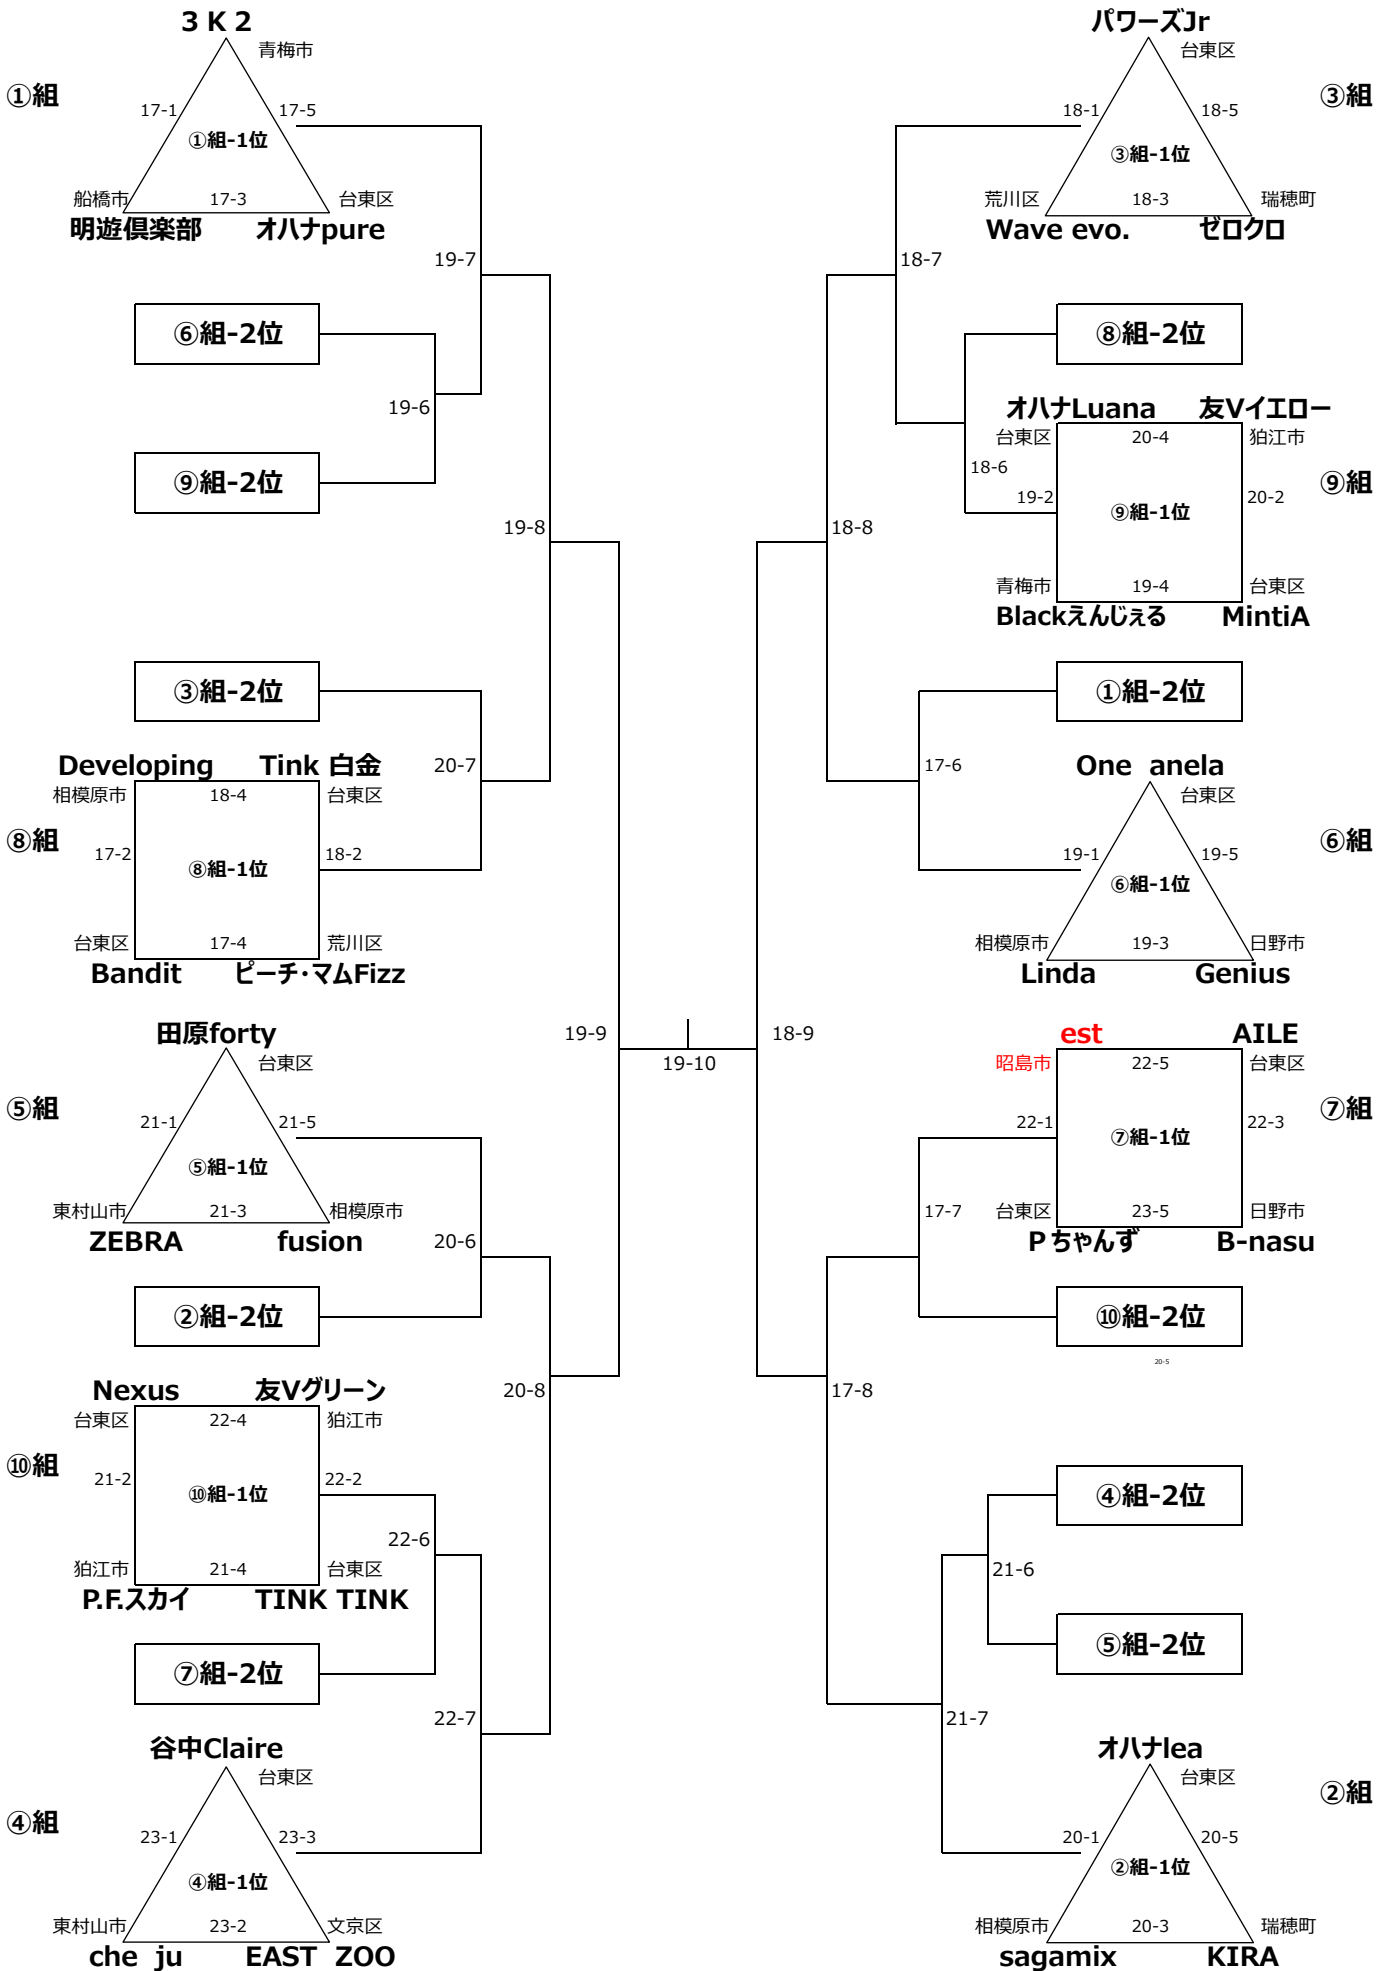 ３Ｋ２
青梅市
①組
17-1
17-5
①組-1位
船橋市
17-3
台東区
明遊倶楽部
オハナpure
19-7
⑥組-2位
19-6
⑨組-2位
19-8
③組-2位
Developing
Tink 白金
20-7
相模原市
18-4
台東区
⑧組
17-2
⑧組-1位
18-2
台東区
17-4
荒川区
Bandit
ピーチ・マムFizz
19-9
田原forty
台東区
⑤組
21-1
21-5
⑤組-1位
東村山市
21-3
相模原市
ZEBRA
fusion
20-6
②組-2位
20-8
Nexus
友Vグリーン
台東区
22-4
狛江市
⑩組
21-2
⑩組-1位
22-2
22-6
狛江市
21-4
台東区
P.F.スカイ
TINK TINK
⑦組-2位
22-7
谷中Claire
台東区
④組
23-1
23-3
④組-1位
東村山市
23-2
文京区
che ju
EAST ZOO
19-10
パワーズJr
台東区
③組
18-1
18-5
③組-1位
荒川区
18-3
瑞穂町
Wave evo.
ゼロクロ
18-7
⑧組-2位
オハナLuana
友Vイエロー
台東区
20-4
狛江市
18-6
⑨組
19-2
⑨組-1位
20-2
18-8
青梅市
19-4
台東区
Blackえんじぇる
MintiA
①組-2位
17-6
One anela
台東区
⑥組
19-1
19-5
⑥組-1位
相模原市
19-3
日野市
Linda
Genius
18-9
est
AILE
昭島市
22-5
台東区
⑦組
22-1
⑦組-1位
22-3
17-7
台東区
23-5
日野市
Pちゃんず
B-nasu
⑩組-2位
20-5
17-8
④組-2位
21-6
⑤組-2位
21-7
オハナlea
台東区
②組
20-1
20-5
②組-1位
相模原市
20-3
瑞穂町
sagamix
KIRA